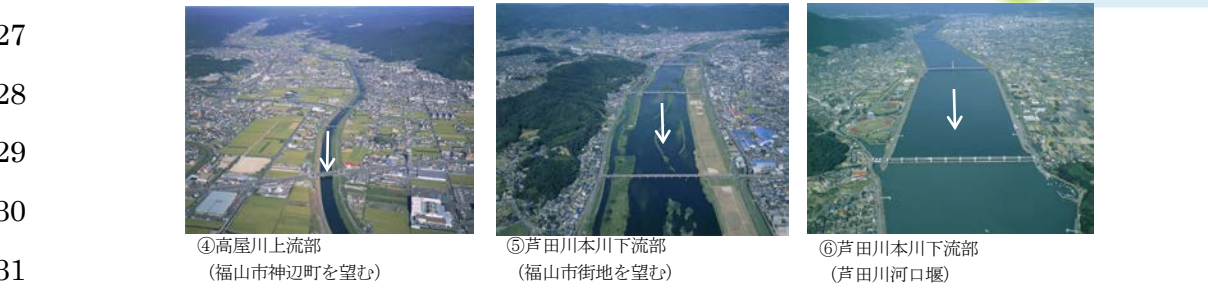 27
28
29
30
31
④高屋川上流部
(福山市神辺町を望む)
⑤芦田川本川下流部
(福山市街地を望む)
⑥芦田川本川下流部
(芦田川河口堰)